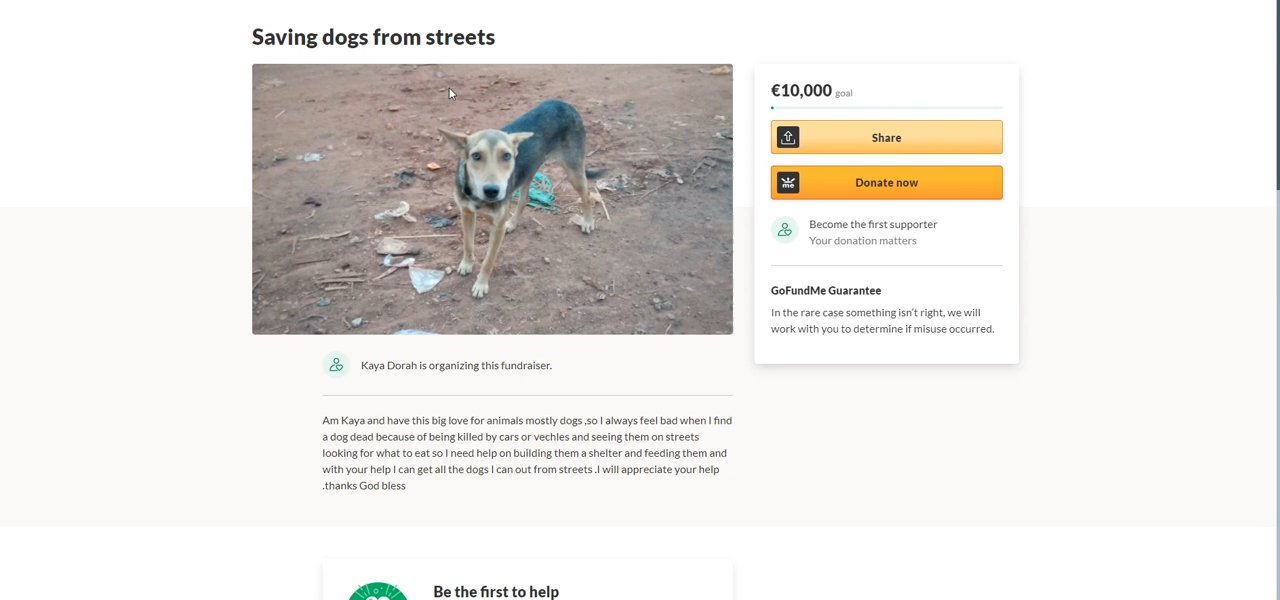 Saving dogs from streets
€10,000 goal
Share
me
Donate now
Become the first supporter
Your donation matters
GoFundMe Guarantee
In the rare case something isn't right, we will
work with you to determine if misuse occurred.
Kaya Dorah is organizing this fundraiser.
Am Kaya and have this big love for animals mostly dogs ,so I always feel bad when I find
a dog dead because of being killed by cars or vechles and seeing them on streets
looking for what to eat so I need help on building them a shelter and feeding them and
with your help I can get all the dogs I can out from streets .I will appreciate your help
.thanks God bless
Be the first to help